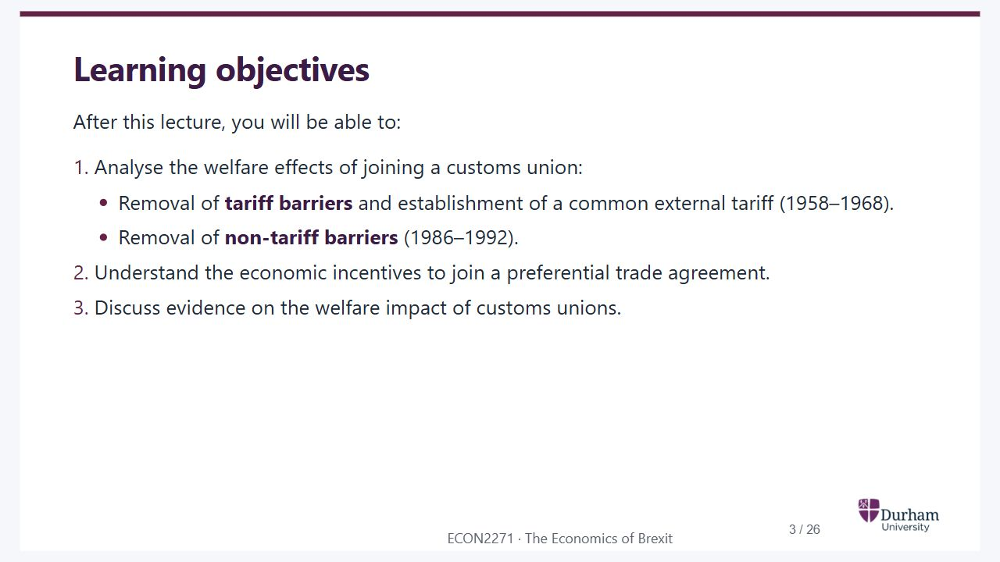 Learning objectives
After this lecture, you will be able to:
1. Analyse the welfare effects of joining a customs union:
• Removal of tariff barriers and establishment of a common external tariff (1958–1968).
• Removal of non-tariff barriers (1986–1992).
2. Understand the economic incentives to join a preferential trade agreement.
3. Discuss evidence on the welfare impact of customs unions.
ECON2271 · The Economics of Brexit
3 / 26
Durham
University